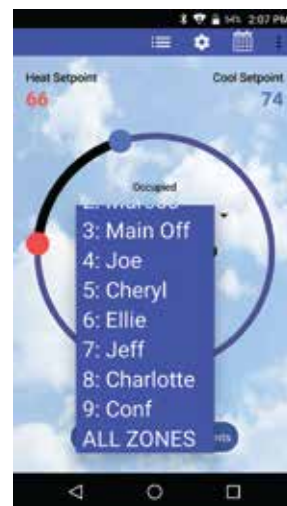 2:07 PM
Heat Setpoint
Cool Setpoint
66
74
Occupied
3: Main Off
4: Joe
5: Cheryl
6: Ellie
7: Jeff
8: Charlotte
9: Conf
ALL ZONES